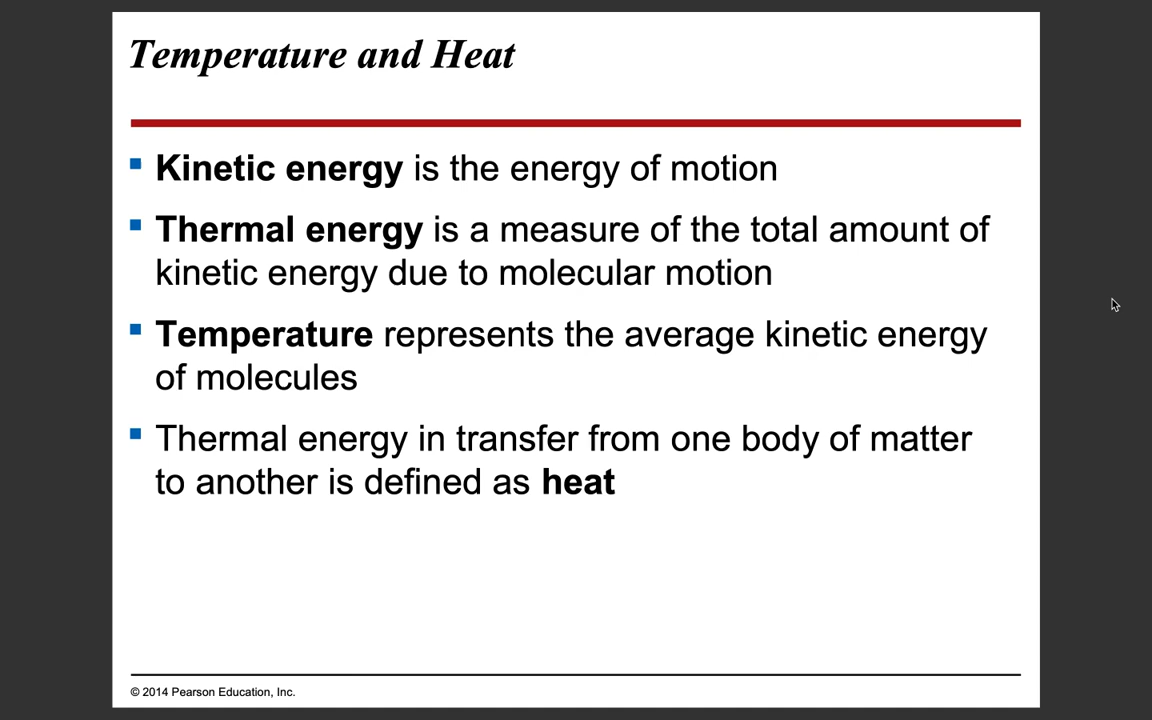 Temperature and Heat
Kinetic energy is the energy of motion
Thermal energy is a measure of the total amount of
kinetic energy due to molecular motion
Temperature represents the average kinetic energy
of molecules
Thermal energy in transfer from one body of matter
to another is defined as heat
© 2014 Pearson Education, Inc.